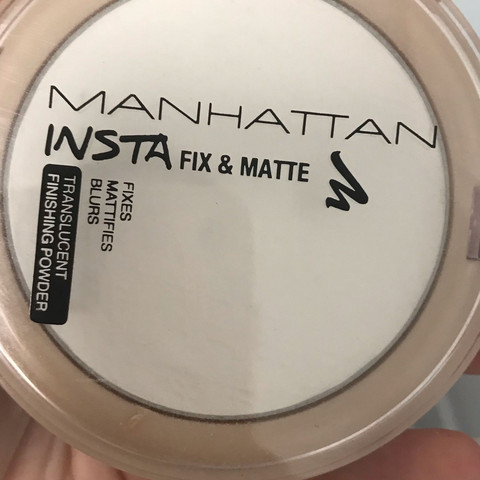 MANHATTAN
INSTA FIX & MATTE
FIXES
MATTIFIES
BLURS
TRANSLUCENT
FINISHING POWDER